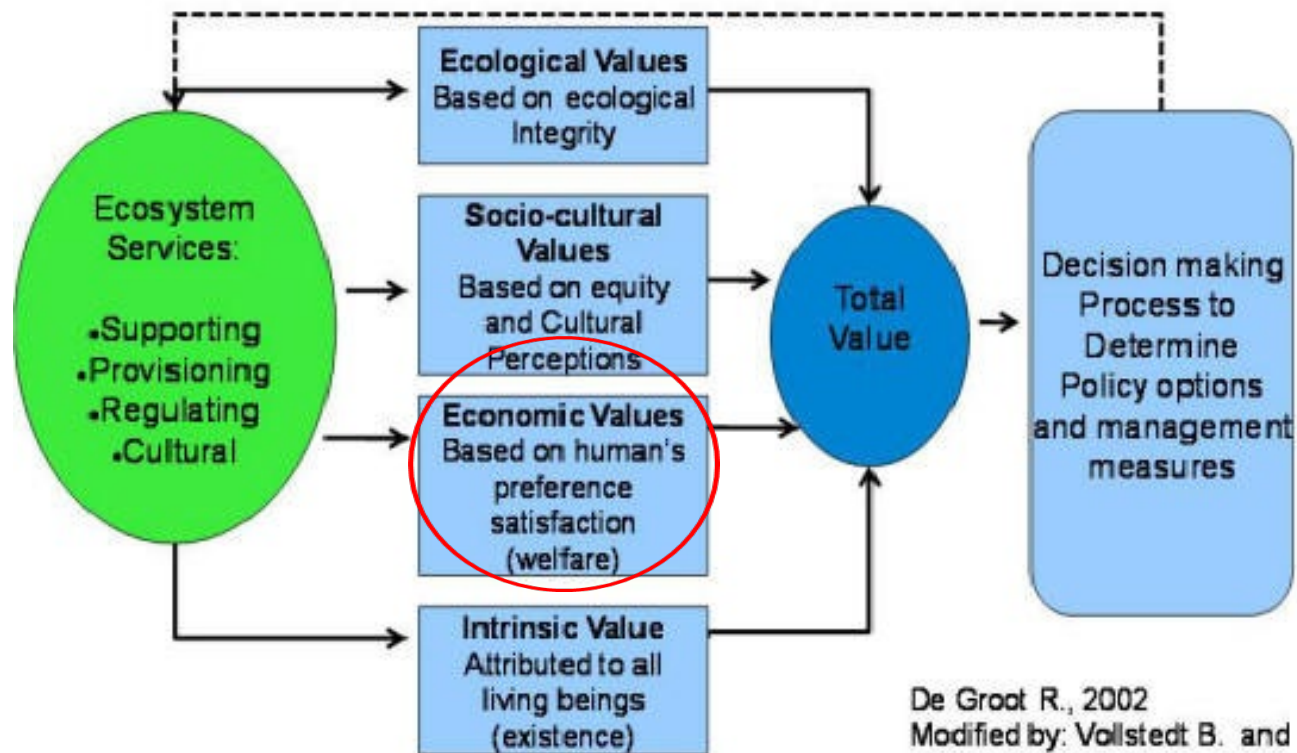 Ecosystem
Services:
•Supporting
•Provisioning
•Regulating
•Cultural
Ecological Values
Based on ecological
Integrity
Socio-cultural
Values
Based on equity
and Cultural
Perceptions
Economic Values
Based on human's
preference
satisfaction
(welfare)
Intrinsic Value
Attributed to all
living beings
(existence)
Total
Value
Decision making
Process to
Determine
Policy options
and management
measures
De Groot R., 2002
Modified by: Vollstedt B. and